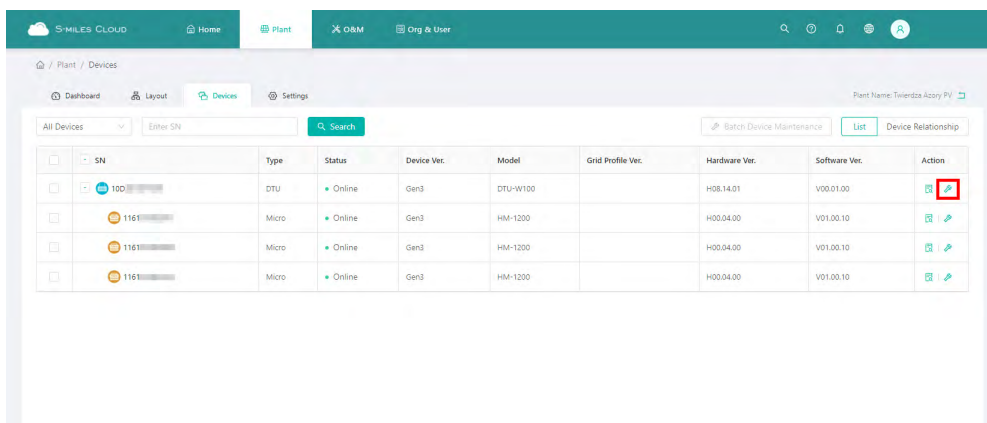 S-MILES CLOUD Home Plant O&M Org & User
/ Plant / Devices
Dashboard Layout Devices Settings Plant Name: Twierdza Azory PV
All Devices Enter SN Search Batch Device Maintenance List Device Relationship
SN Type Status Device Ver. Model Grid Profile Ver. Hardware Ver. Software Ver. Action
10D DTU Online Gen3 DTU-W100 H08.14.01 V00.01.00
1161 Micro Online Gen3 HM-1200 H00.04.00 V01.00.10
1161 Micro Online Gen3 HM-1200 H00.04.00 V01.00.10
1161 Micro Online Gen3 HM-1200 H00.04.00 V01.00.10